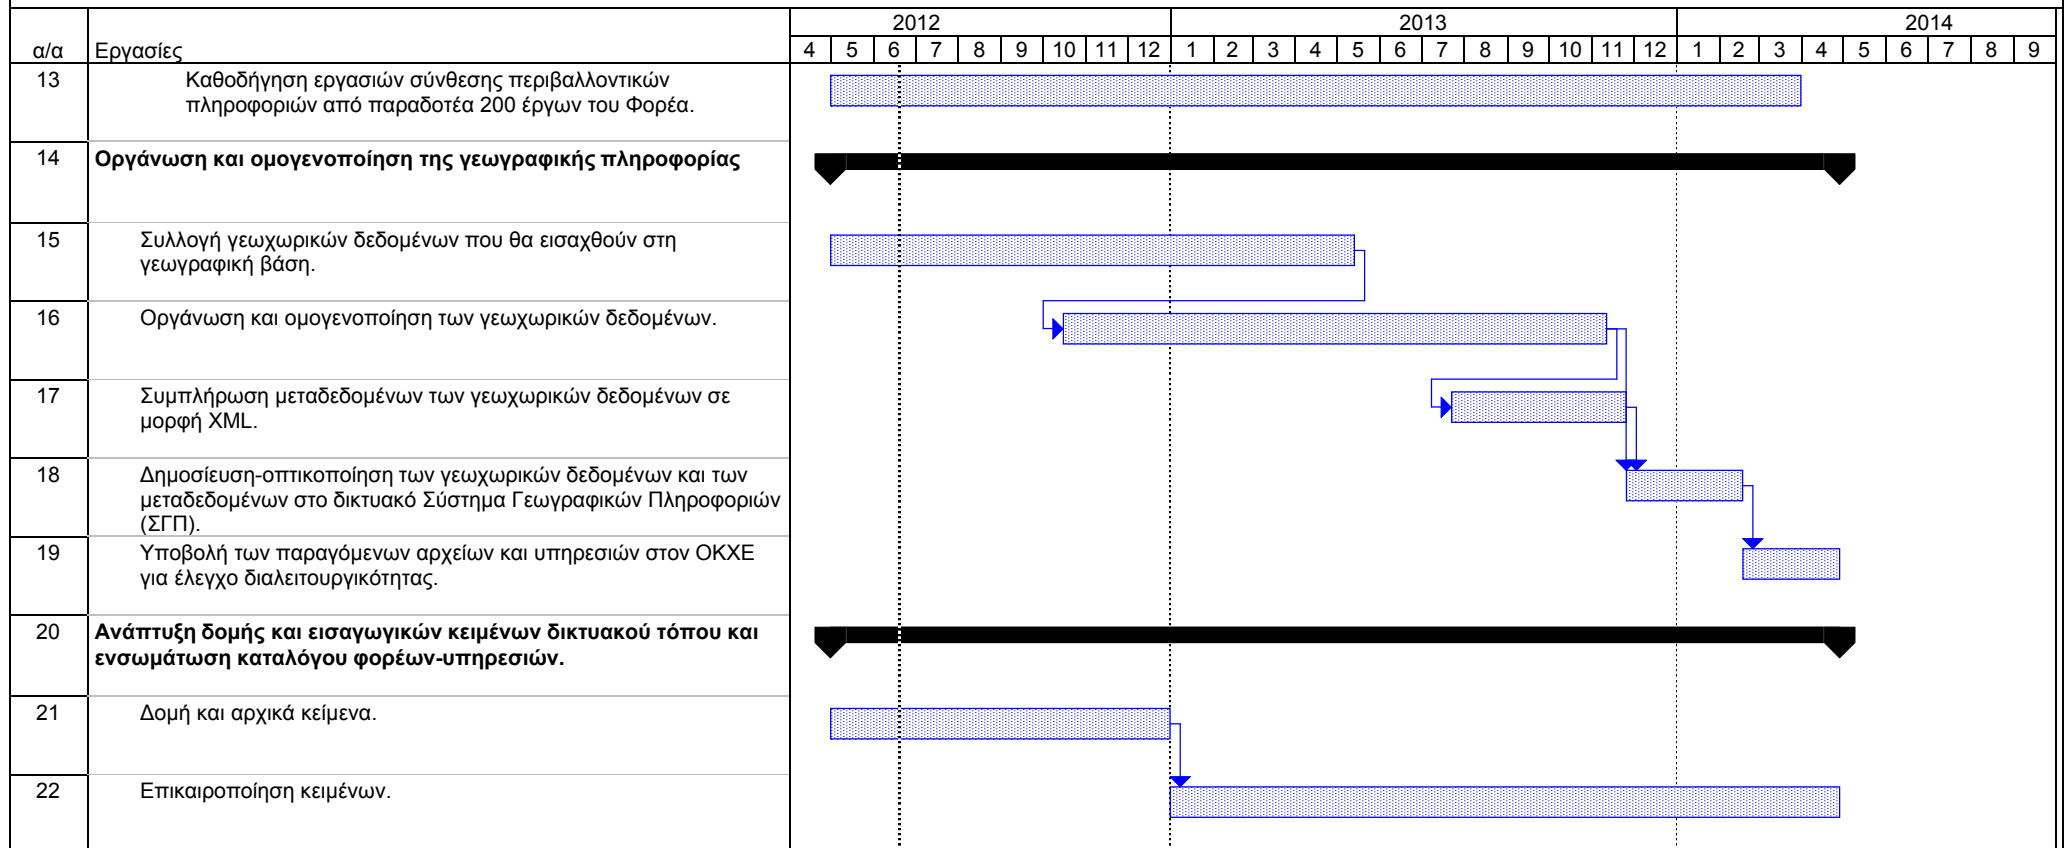 2012 2013 2014
α/α Εργασίες 4 5 6 7 8 9 10 11 12 1 2 3 4 5 6 7 8 9 10 11 12 1 2 3 4 5 6 7 8 9
13 Καθοδήγηση εργασιών σύνθεσης περιβαλλοντικών
πληροφοριών από παραδοτέα 200 έργων του Φορέα.
14 Οργάνωση και ομογενοποίηση της γεωγραφικής πληροφορίας
15 Συλλογή γεωχωρικών δεδομένων που θα εισαχθούν στη
γεωγραφική βάση.
16 Οργάνωση και ομογενοποίηση των γεωχωρικών δεδομένων.
17 Συμπλήρωση μεταδεδομένων των γεωχωρικών δεδομένων σε
μορφή XML.
18 Δημοσίευση-οπτικοποίηση των γεωχωρικών δεδομένων και των
μεταδεδομένων στο δικτυακό Σύστημα Γεωγραφικών Πληροφοριών
(ΣΓΠ).
19 Υποβολή των παραγόμενων αρχείων και υπηρεσιών στον ΟΚΧΕ
για έλεγχο διαλειτουργικότητας.
20 Ανάπτυξη δομής και εισαγωγικών κειμένων δικτυακού τόπου και
ενσωμάτωση καταλόγου φορέων-υπηρεσιών.
21 Δομή και αρχικά κείμενα.
22 Επικαιροποίηση κειμένων.